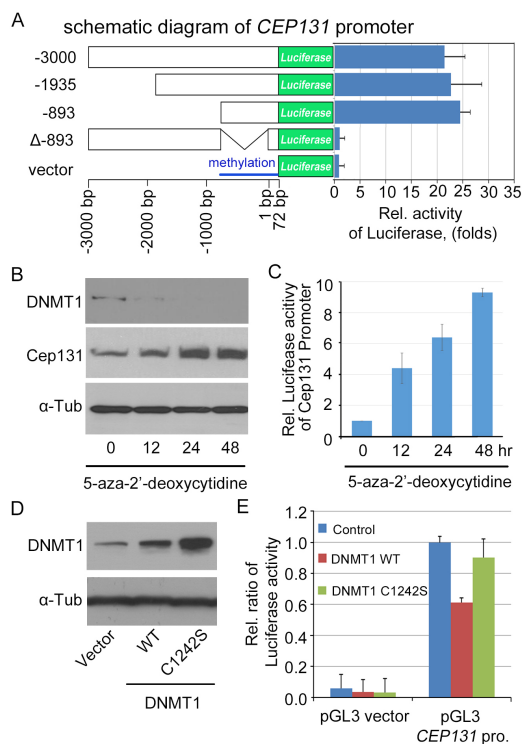 A
schematic diagram of CEP131 promoter
-3000
Luciferase
-1935
Luciferase
-893
Luciferase
Δ-893
Luciferase
vector
methylation
Luciferase
-3000 bp
-2000 bp
-1000 bp
1 bp
72 bp
0 5 10 15 20 25 30 35
Rel. activity
of Luciferase, (folds)
B
DNMT1
Cep131
α-Tub
0 12 24 48
5-aza-2'-deoxycytidine
C
Rel. Lucifease acitivy
of Cep131 Promoter
10
8
6
4
2
0
0 12 24 48 hr
5-aza-2'-deoxycytidine
D
DNMT1
α-Tub
Vector
WT
C1242S
DNMT1
E
Rel. ratio of
Luciferase activity
1.2
1.0
0.8
0.6
0.4
0.2
0.0
Control
DNMT1 WT
DNMT1 C1242S
pGL3 vector
pGL3
CEP131 pro.